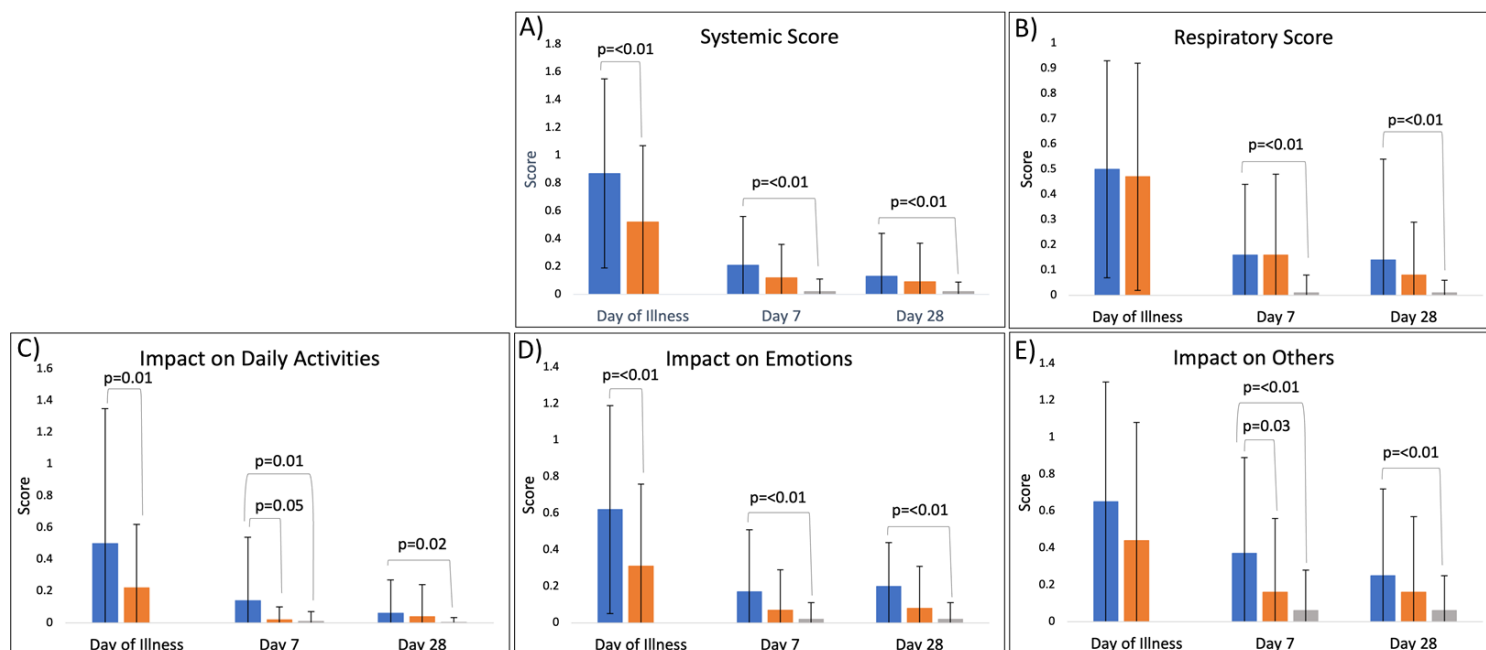 A)
Systemic Score
1.8
1.6
1.4
1.2
1
0.8
0.6
0.4
0.2
0
Score
p=<0.01
p=<0.01
p=<0.01
Day of Illness
Day 7
Day 28
B)
Respiratory Score
1
0.9
0.8
0.7
0.6
0.5
0.4
0.3
0.2
0.1
0
Score
p=<0.01
p=<0.01
Day of Illness
Day 7
Day 28
C)
Impact on Daily Activities
1.6
1.4
1.2
1
0.8
0.6
0.4
0.2
0
Score
p=0.01
p=0.01
p=0.05
p=0.02
Day of Illness
Day 7
Day 28
D)
Impact on Emotions
1.4
1.2
1
0.8
0.6
0.4
0.2
0
Score
p=<0.01
p=<0.01
p=<0.01
Day of Illness
Day 7
Day 28
E)
Impact on Others
1.4
1.2
1
0.8
0.6
0.4
0.2
0
Score
p=<0.01
p=0.03
p=<0.01
Day of Illness
Day 7
Day 28